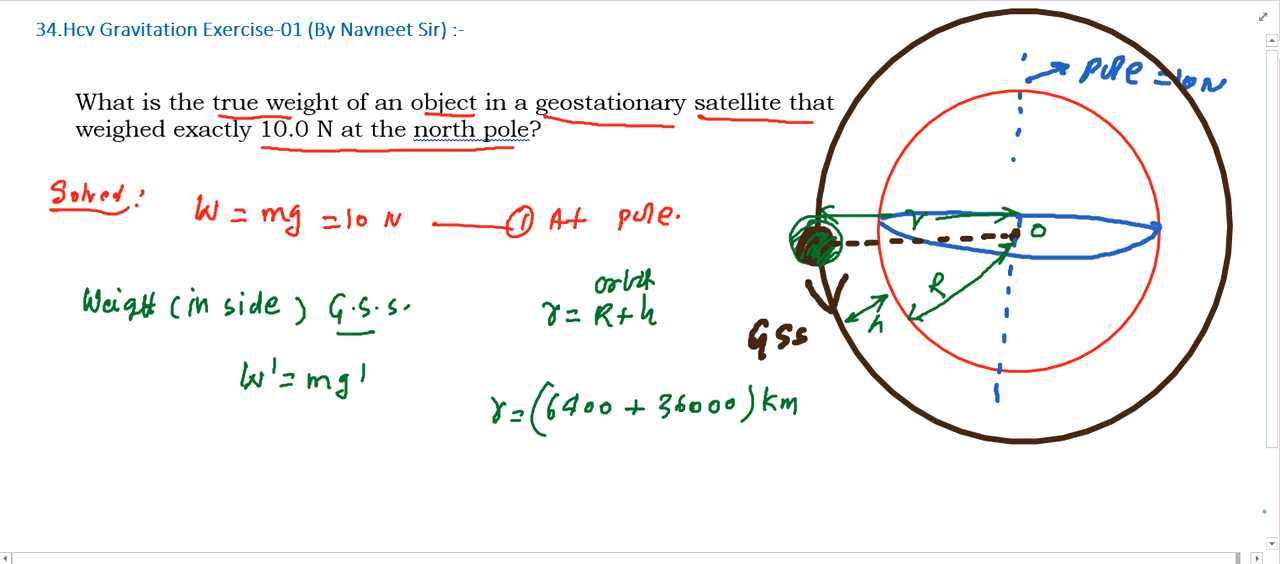 34.Hcv Gravitation Exercise-01 (By Navneet Sir) :-
pole = 10 N
What is the true weight of an object in a geostationary satellite that
weighed exactly 10.0 N at the north pole?
Solved :
W = mg = 10 N ——— ① At pole.
r
O
R
h
Weight (in side) G.S.S.
orbit
r = R + h
GSS
W' = mg'
r = (6400 + 36000) km